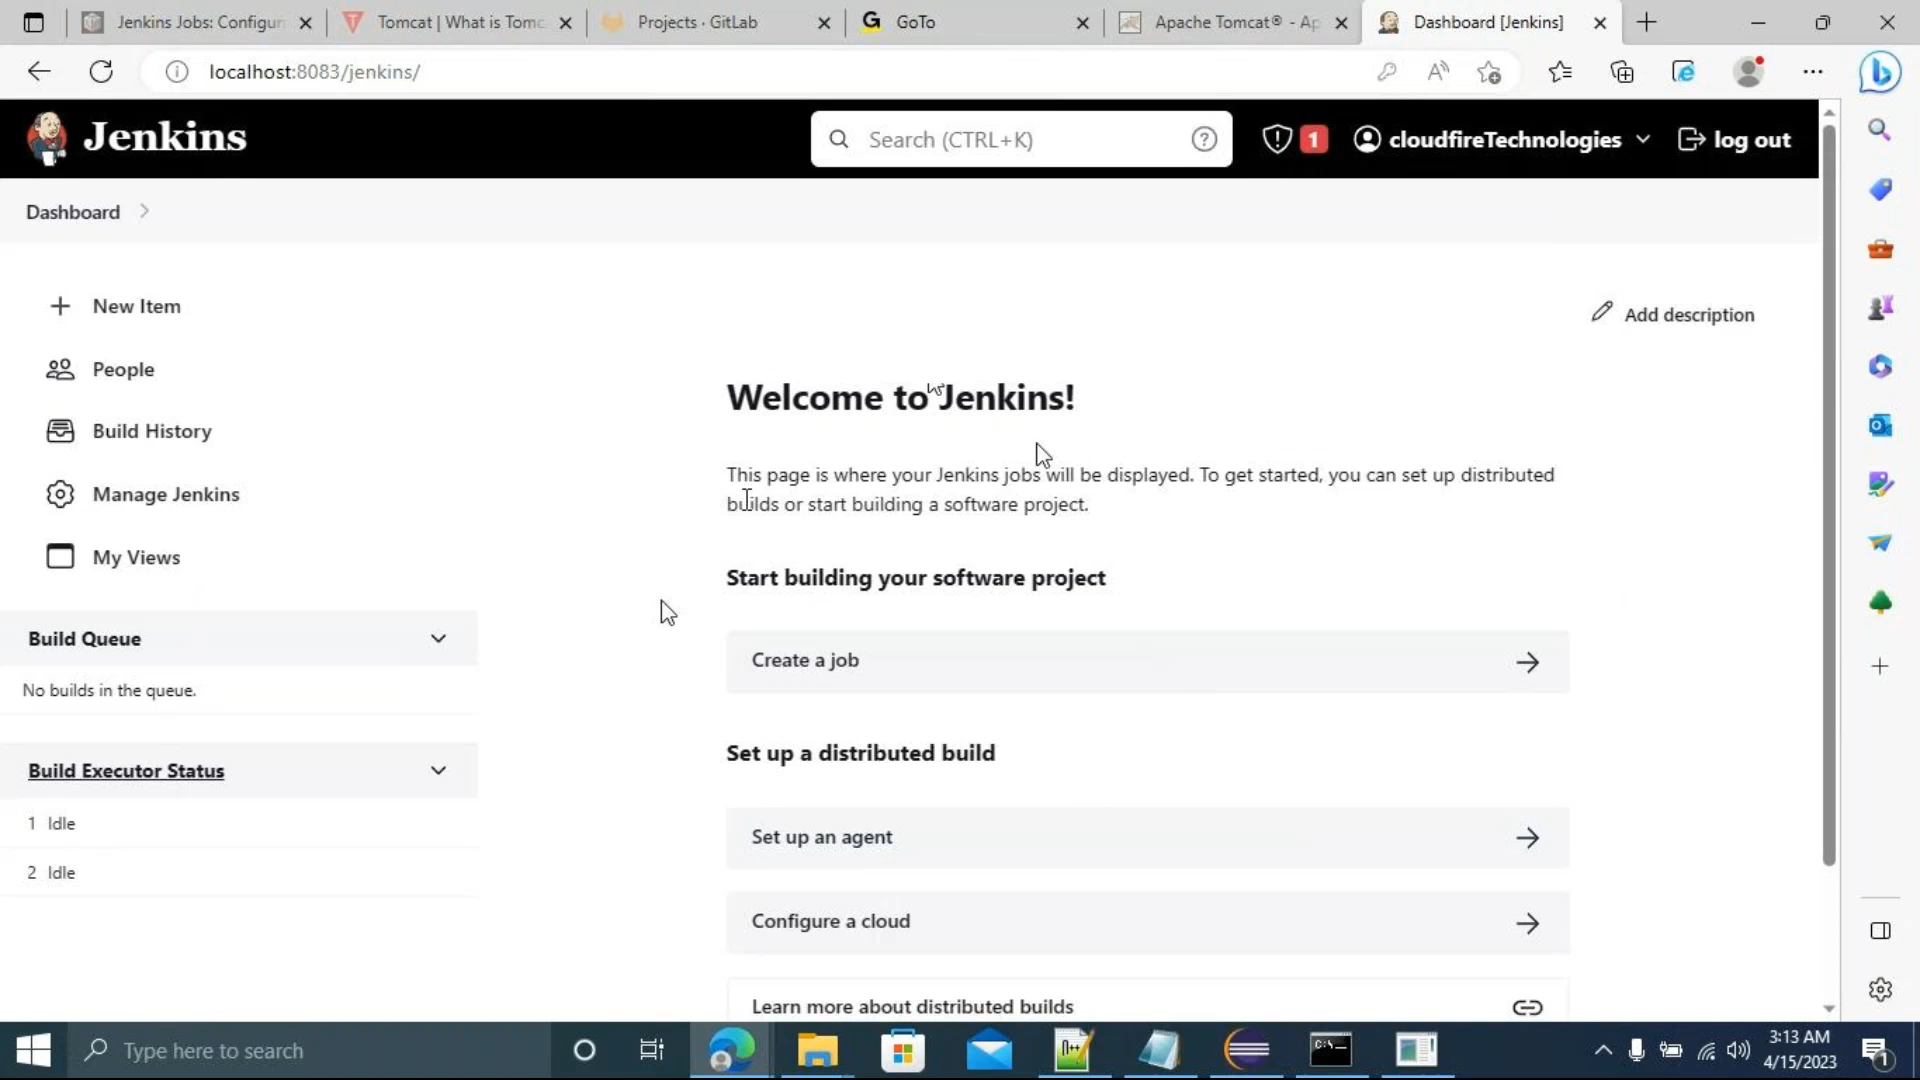 Jenkins Jobs: Configur
Tomcat | What is Tomc
Projects · GitLab
GoTo
Apache Tomcat® - Ap
Dashboard [Jenkins]
localhost:8083/jenkins/
Jenkins
Search (CTRL+K)
1
cloudfireTechnologies
log out
Dashboard
New Item
Add description
People
Build History
Manage Jenkins
My Views
Welcome to Jenkins!
This page is where your Jenkins jobs will be displayed. To get started, you can set up distributed
builds or start building a software project.
Start building your software project
Create a job
Build Queue
No builds in the queue.
Set up a distributed build
Build Executor Status
1 Idle
2 Idle
Set up an agent
Configure a cloud
Learn more about distributed builds
Type here to search
3:13 AM
4/15/2023
1